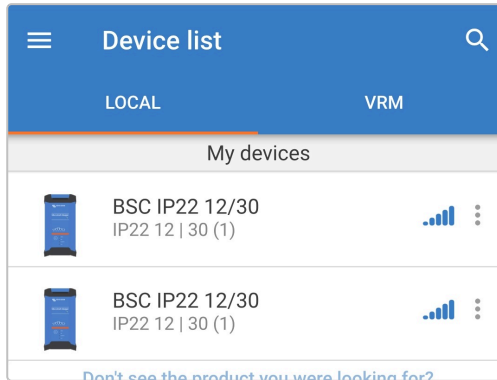 Device list
LOCAL VRM
My devices
BSC IP22 12/30
IP22 12 | 30 (1)
BSC IP22 12/30
IP22 12 | 30 (1)
Don't see the product you were looking for?